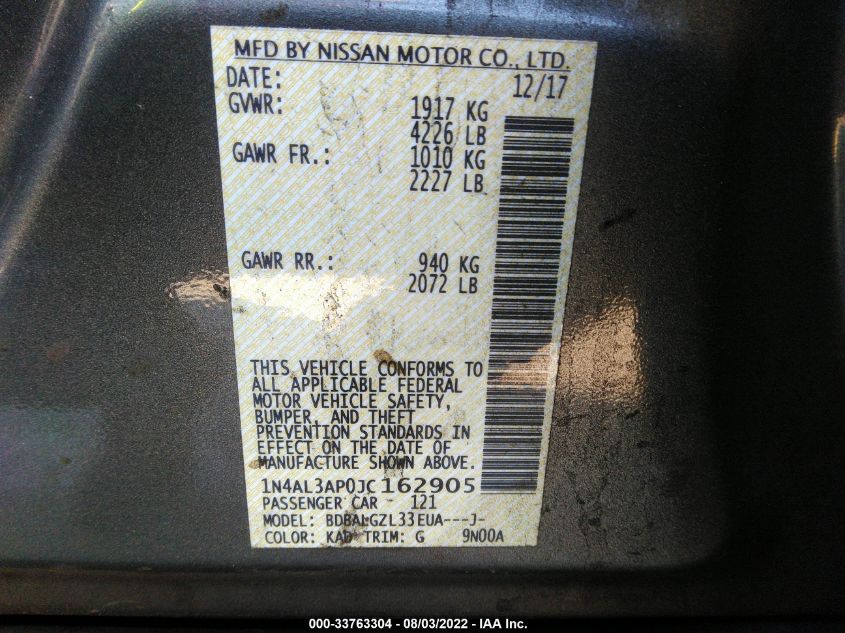 MFD BY NISSAN MOTOR CO., LTD.
DATE: 12/17
GVWR: 1917 KG
4226 LB
GAWR FR.: 1010 KG
2227 LB
GAWR RR.: 940 KG
2072 LB
THIS VEHICLE CONFORMS TO
ALL APPLICABLE FEDERAL
MOTOR VEHICLE SAFETY,
BUMPER, AND THEFT
PREVENTION STANDARDS IN
EFFECT ON THE DATE OF
MANUFACTURE SHOWN ABOVE.
1N4AL3AP0JC162905
PASSENGER CAR - 121
MODEL: BDBALGZL33EUA---J-
COLOR: KAD TRIM: G 9N00A
000-33763304 - 08/03/2022 - IAA Inc.